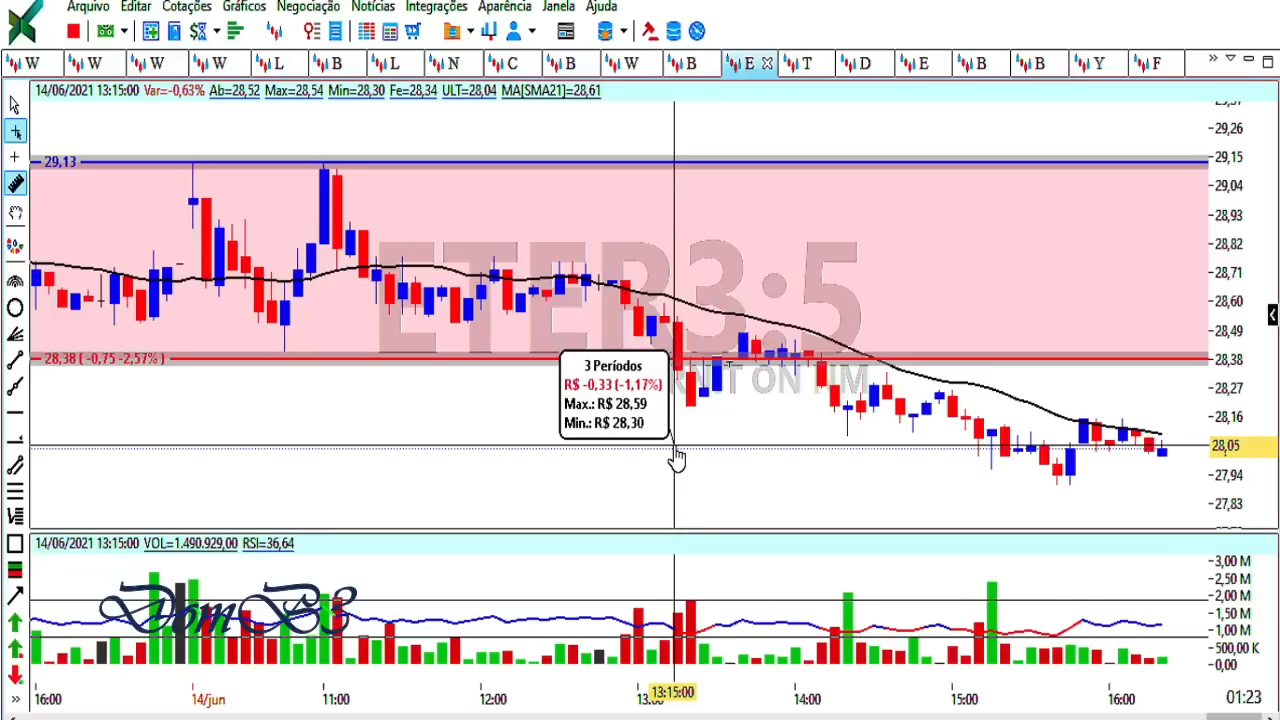 Arquivo Editar Cotações Gráficos Negociação Notícias Integrações Aparência Janela Ajuda
W W W W L B L N C B W B E T D E B B Y F
14/06/2021 13:15:00 Var=-0,63% Ab=28,52 Max=28,54 Min=28,30 Fe=28,34 ULT=28,04 MA[SMA21]=28,61
29,26
29,13
29,15
29,04
28,93
28,82
ETER3:5
28,71
28,60
28,49
28,38 ( -0,75 -2,57% )
28,38
3 Períodos
R$ -0,33 (-1,17%)
Max.: R$ 28,59
Min.: R$ 28,30
28,27
28,16
28,05
27,94
27,83
14/06/2021 13:15:00 VOL=1.490.929,00 RSI=36,64
3,00 M
2,50 M
2,00 M
1,50 M
1,00 M
500,00 K
0,00
DomB3
16:00 14/jun 11:00 12:00 13:15:00 14:00 15:00 16:00 01:23